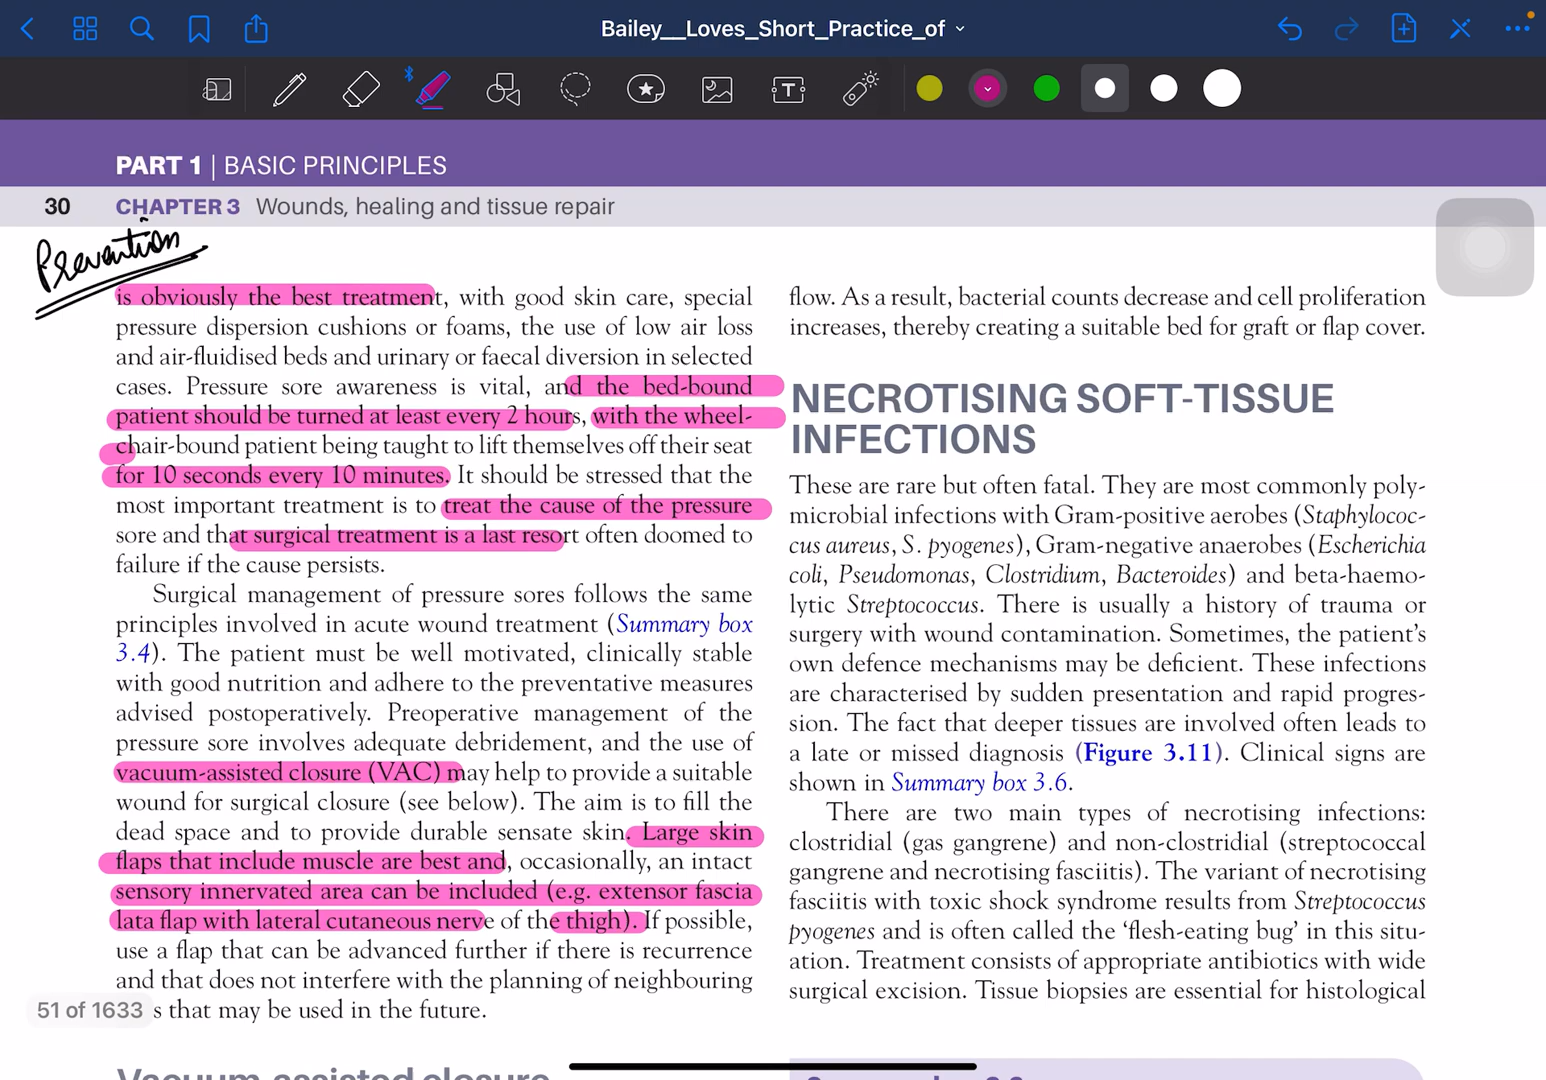 Bailey__Loves_Short_Practice_of
T
PART 1 | BASIC PRINCIPLES
30 CHAPTER 3 Wounds, healing and tissue repair
Prevention
is obviously the best treatment, with good skin care, special
pressure dispersion cushions or foams, the use of low air loss
and air-fluidised beds and urinary or faecal diversion in selected
cases. Pressure sore awareness is vital, and the bed-bound
patient should be turned at least every 2 hours, with the wheel-
chair-bound patient being taught to lift themselves off their seat
for 10 seconds every 10 minutes. It should be stressed that the
most important treatment is to treat the cause of the pressure
sore and that surgical treatment is a last resort often doomed to
failure if the cause persists.
Surgical management of pressure sores follows the same
principles involved in acute wound treatment (Summary box
3.4). The patient must be well motivated, clinically stable
with good nutrition and adhere to the preventative measures
advised postoperatively. Preoperative management of the
pressure sore involves adequate debridement, and the use of
vacuum-assisted closure (VAC) may help to provide a suitable
wound for surgical closure (see below). The aim is to fill the
dead space and to provide durable sensate skin. Large skin
flaps that include muscle are best and, occasionally, an intact
sensory innervated area can be included (e.g. extensor fascia
lata flap with lateral cutaneous nerve of the thigh). If possible,
use a flap that can be advanced further if there is recurrence
and that does not interfere with the planning of neighbouring
s that may be used in the future.
51 of 1633
Vacuum-assisted closure
flow. As a result, bacterial counts decrease and cell proliferation
increases, thereby creating a suitable bed for graft or flap cover.
NECROTISING SOFT-TISSUE
INFECTIONS
These are rare but often fatal. They are most commonly poly-
microbial infections with Gram-positive aerobes (Staphylococ-
cus aureus, S. pyogenes), Gram-negative anaerobes (Escherichia
coli, Pseudomonas, Clostridium, Bacteroides) and beta-haemo-
lytic Streptococcus. There is usually a history of trauma or
surgery with wound contamination. Sometimes, the patient's
own defence mechanisms may be deficient. These infections
are characterised by sudden presentation and rapid progres-
sion. The fact that deeper tissues are involved often leads to
a late or missed diagnosis (Figure 3.11). Clinical signs are
shown in Summary box 3.6.
There are two main types of necrotising infections:
clostridial (gas gangrene) and non-clostridial (streptococcal
gangrene and necrotising fasciitis). The variant of necrotising
fasciitis with toxic shock syndrome results from Streptococcus
pyogenes and is often called the 'flesh-eating bug' in this situ-
ation. Treatment consists of appropriate antibiotics with wide
surgical excision. Tissue biopsies are essential for histological